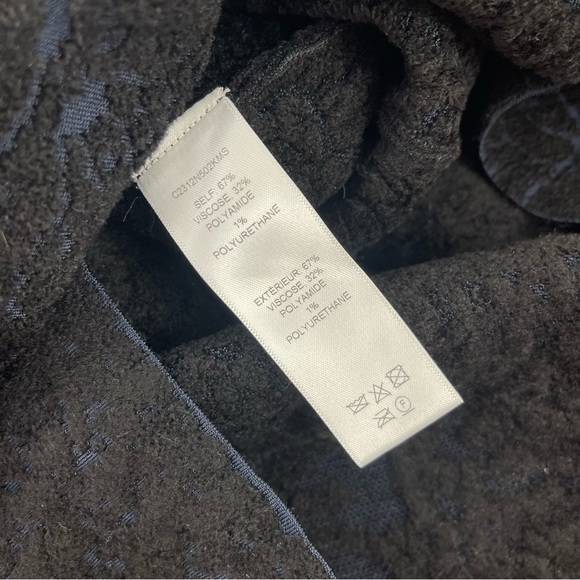 C2312N502KMS
SELF: 67%
VISCOSE 32%
POLYAMIDE
1%
POLYURETHANE
EXTÉRIEUR: 67%
VISCOSE 32%
POLYAMIDE
1%
POLYURETHANE
F